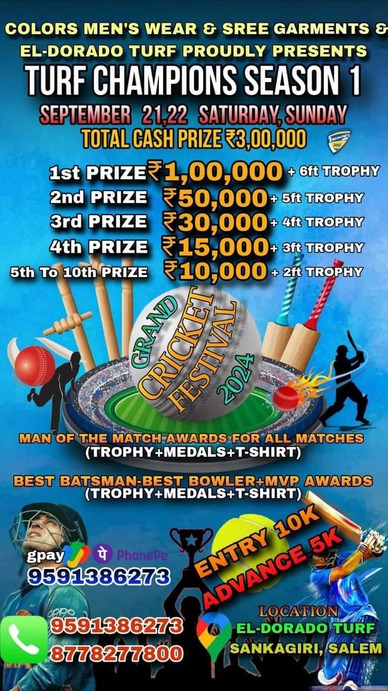 COLORS MEN'S WEAR & SREE GARMENTS &
EL-DORADO TURF PROUDLY PRESENTS
TURF CHAMPIONS SEASON 1
SEPTEMBER 21,22 SATURDAY, SUNDAY
TOTAL CASH PRIZE ₹3,00,000
1st PRIZE ₹1,00,000 + 6ft TROPHY
2nd PRIZE ₹50,000 + 5ft TROPHY
3rd PRIZE ₹30,000 + 4ft TROPHY
4th PRIZE ₹15,000 + 3ft TROPHY
5th To 10th PRIZE ₹10,000 + 2ft TROPHY
GRAND
CRICKET
FESTIVAL
2024
MAN OF THE MATCH AWARDS FOR ALL MATCHES
(TROPHY+MEDALS+T-SHIRT)
BEST BATSMAN-BEST BOWLER+MVP AWARDS
(TROPHY+MEDALS+T-SHIRT)
ENTRY 10K
ADVANCE 5K
gpay PhonePe
9591386273
oppo
9591386273
8778277800
LOCATION
EL-DORADO TURF
SANKAGIRI, SALEM